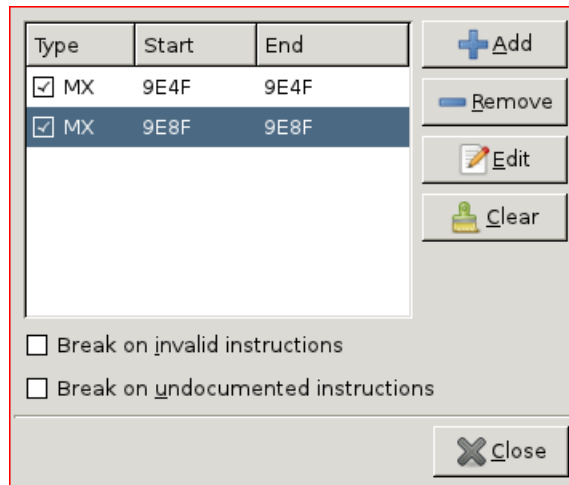 Type Start End Add
MX 9E4F 9E4F
Remove
MX 9E8F 9E8F
Edit
Clear
Break on invalid instructions
Break on undocumented instructions
Close